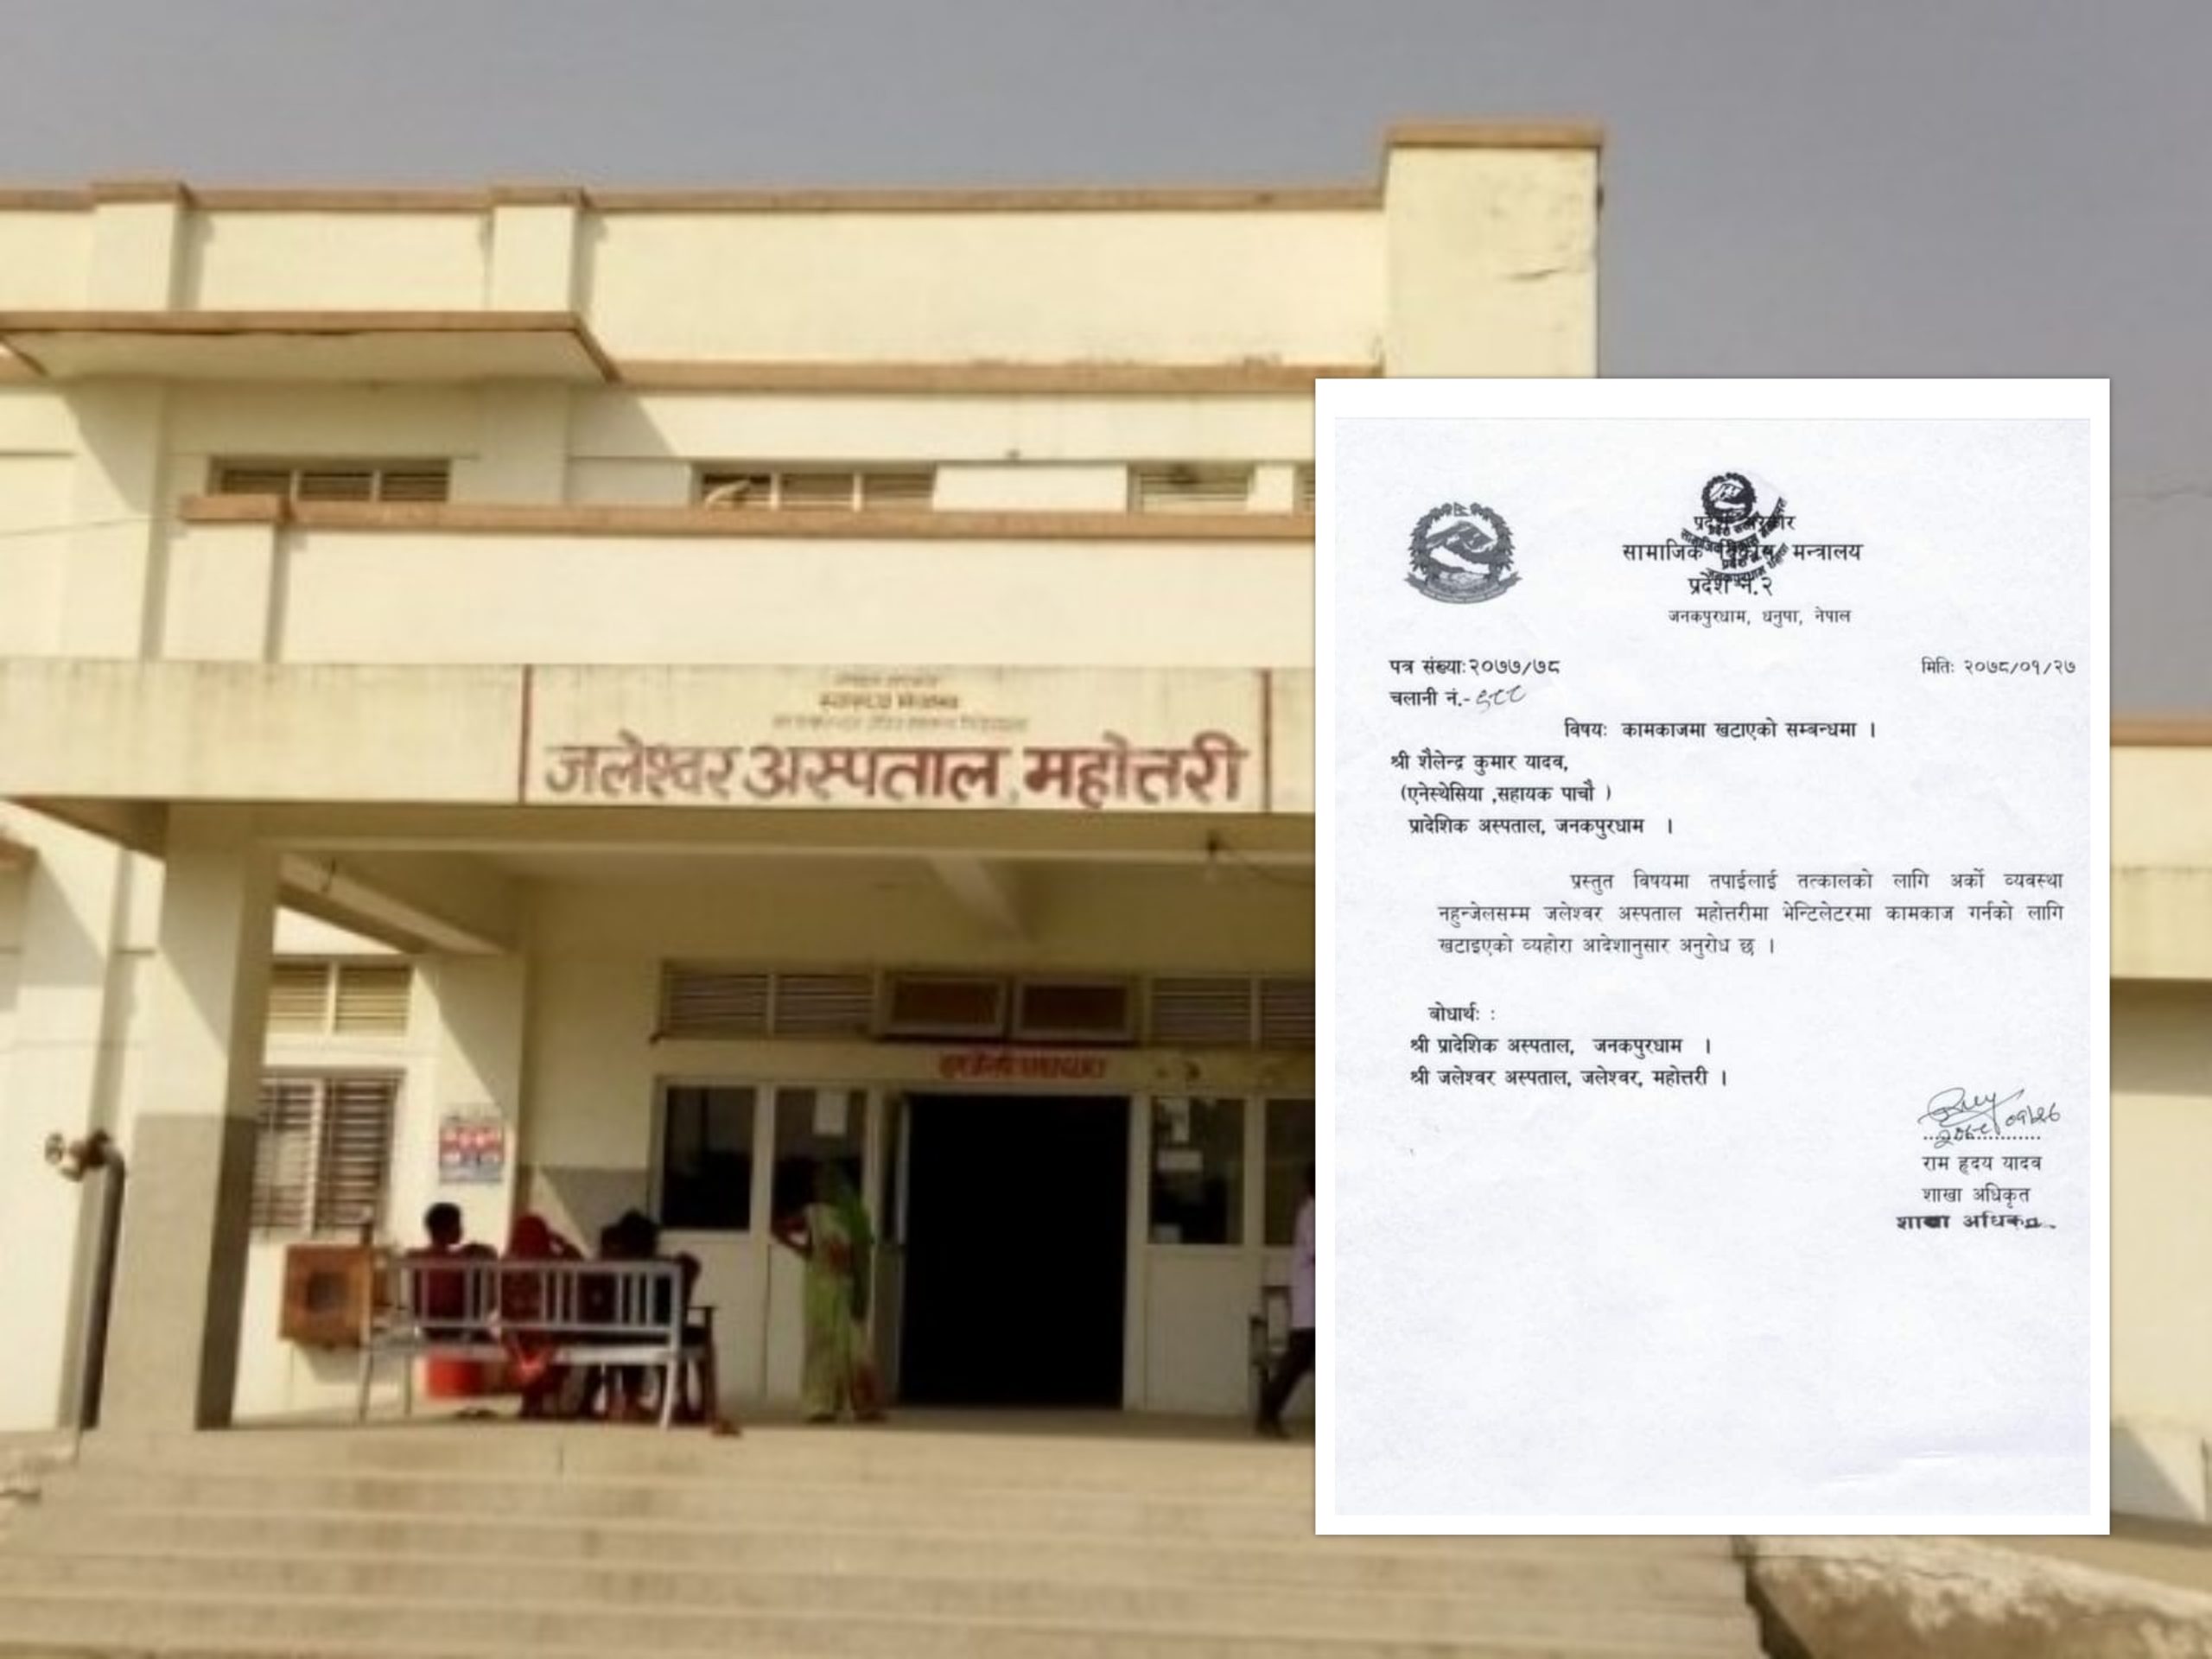 जलेश्वर अस्पताल, महोत्तरी
प्रदेश सरकार
सामाजिक विकास मन्त्रालय
प्रदेश नं.२
जनकपुरधाम, धनुषा, नेपाल
पत्र संख्या:२०७७/७८
मितिः २०७८/०१/२७
चलानी नं.-
विषयः कामकाजमा खटाएको सम्बन्धमा ।
श्री शैलेन्द्र कुमार यादव,
(एनेस्थेसिया ,सहायक पाचौ )
प्रादेशिक अस्पताल, जनकपुरधाम ।
प्रस्तुत विषयमा तपाईलाई तत्कालको लागि अर्को व्यवस्था
नहुन्जेलसम्म जलेश्वर अस्पताल महोत्तरीमा भेन्टिलेटरमा कामकाज गर्नको लागि
खटाइएको व्यहोरा आदेशानुसार अनुरोध छ ।
बोधार्थः :
श्री प्रादेशिक अस्पताल, जनकपुरधाम ।
श्री जलेश्वर अस्पताल, जलेश्वर, महोत्तरी ।
राम हृदय यादव
शाखा अधिकृत
शाखा अधिकृत